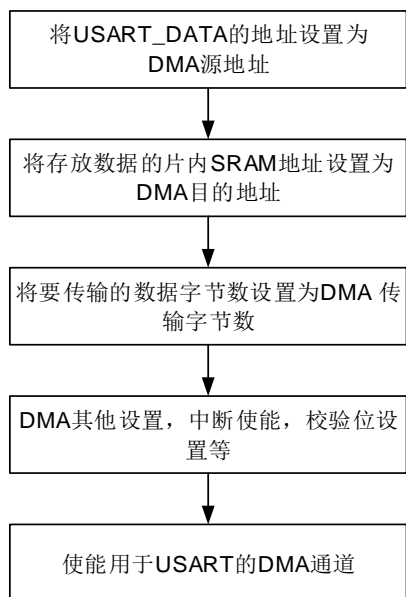 将USART_DATA的地址设置为
DMA源地址
将存放数据的片内SRAM地址设置为
DMA目的地址
将要传输的数据字节数设置为DMA 传
输字节数
DMA其他设置，中断使能，校验位设
置等
使能用于USART的DMA通道